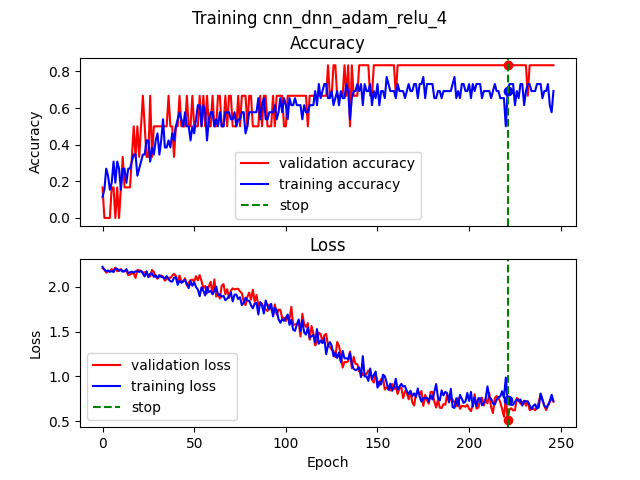 Training cnn_dnn_adam_relu_4
Accuracy
0.8
0.6
0.4
0.2
0.0
Accuracy
validation accuracy
training accuracy
stop
Loss
2.0
1.5
1.0
0.5
Loss
validation loss
training loss
stop
0 50 100 150 200 250
Epoch